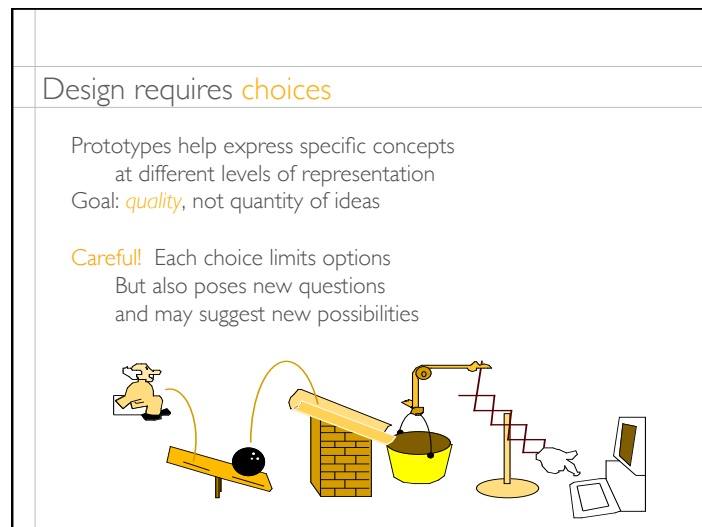 Design requires choices
Prototypes help express specific concepts
at different levels of representation
Goal: quality, not quantity of ideas
Careful! Each choice limits options
But also poses new questions
and may suggest new possibilities